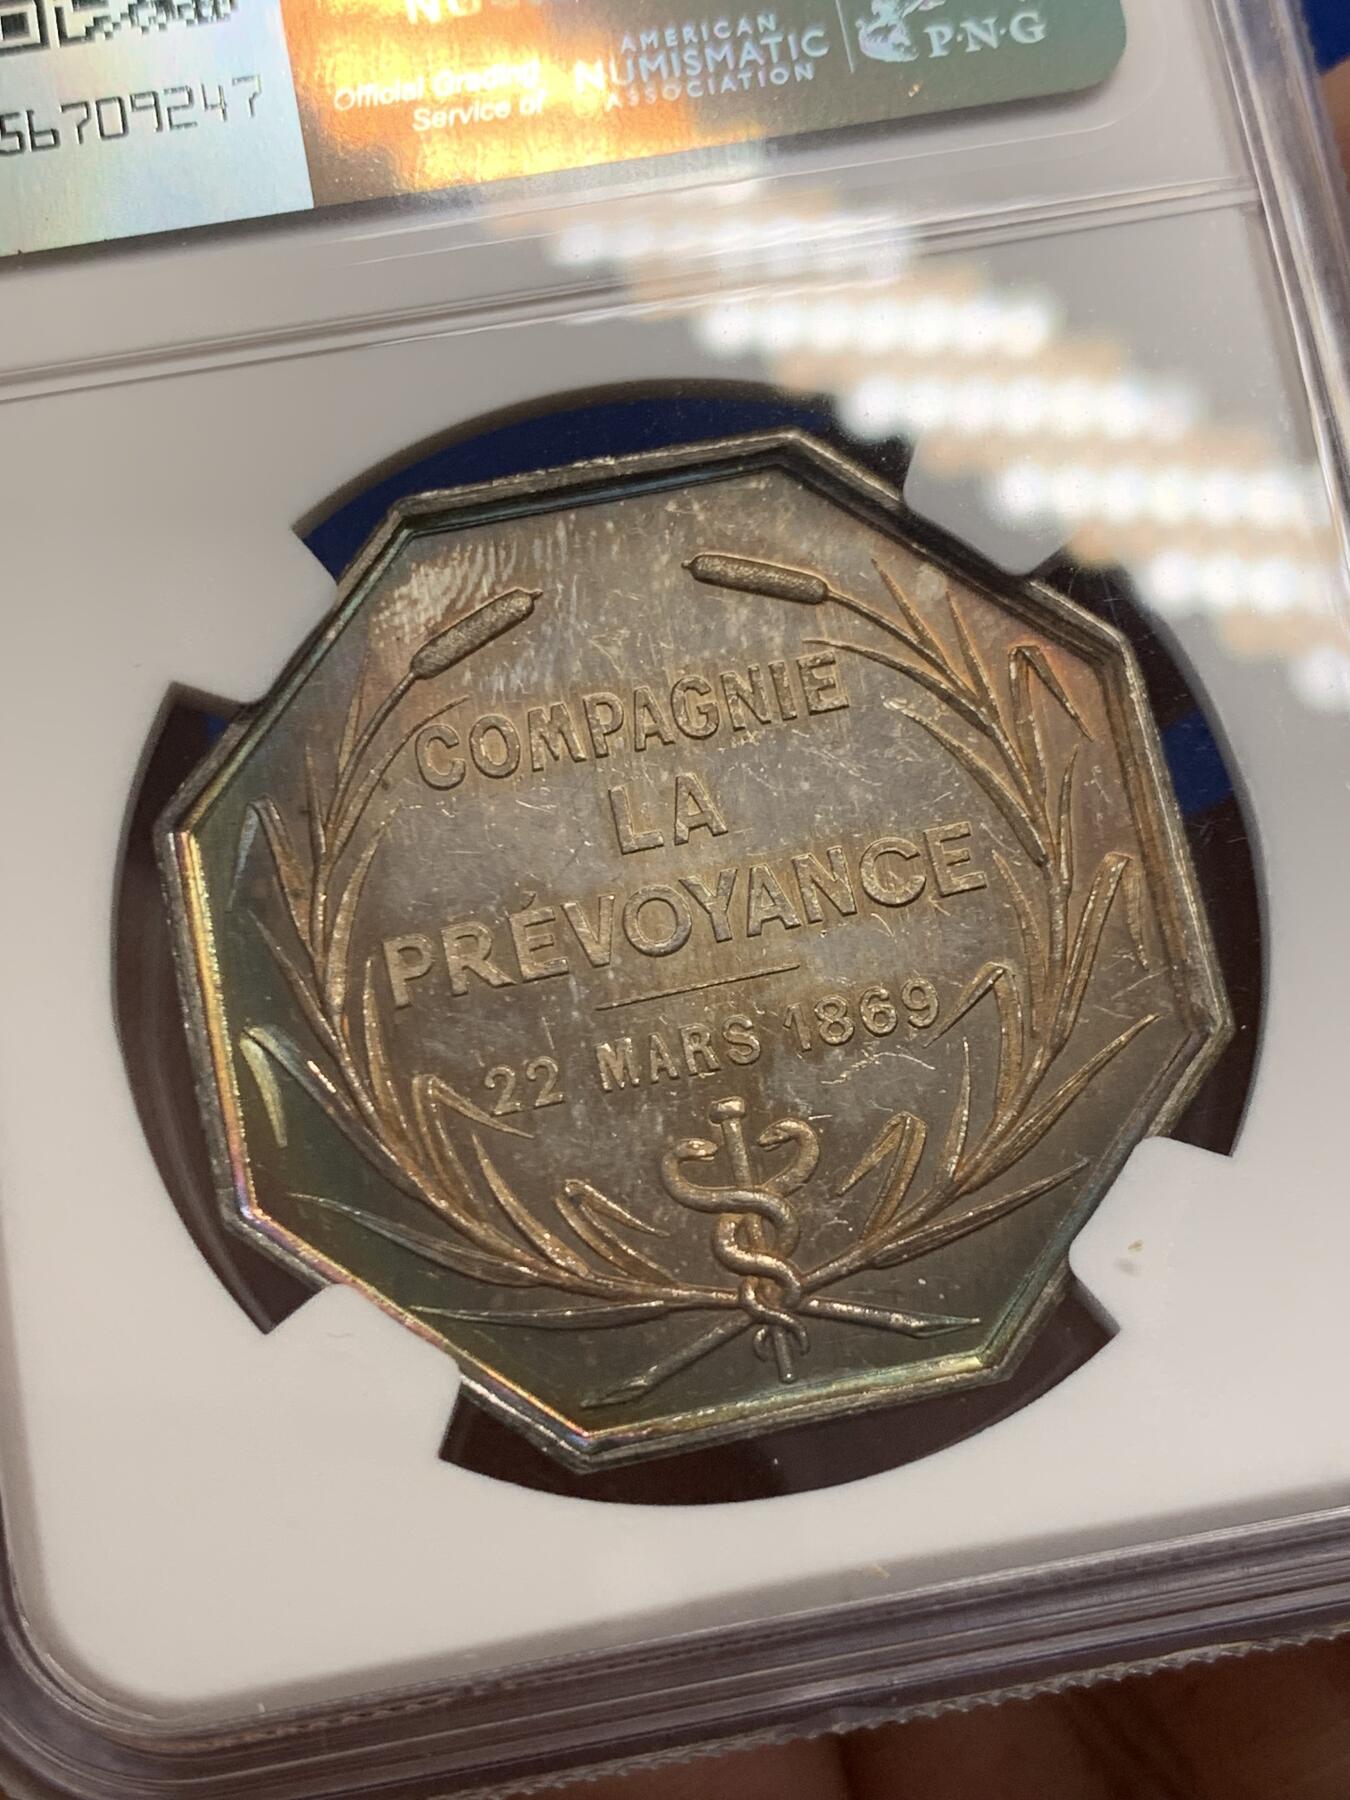 56709247
Official Grading
Service of
AMERICAN
NUMISMATIC
ASSOCIATION
P·N·G
COMPAGNIE
LA
PRÉVOYANCE
22 MARS 1869